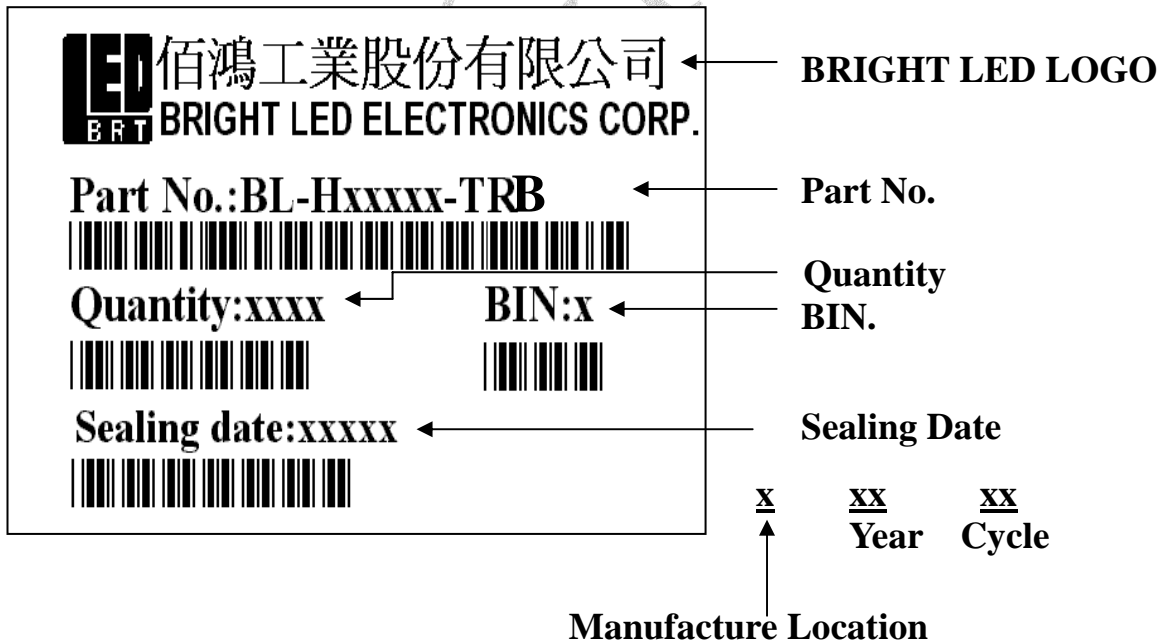 佰鴻工業股份有限公司
BRIGHT LED LOGO
BRT BRIGHT LED ELECTRONICS CORP.
LED
Part No.:BL-Hxxxxx-TRB
Part No.
Quantity
Quantity:xxxx
BIN:x
BIN.
Sealing date:xxxxx
Sealing Date
x xx xx
Year Cycle
Manufacture Location